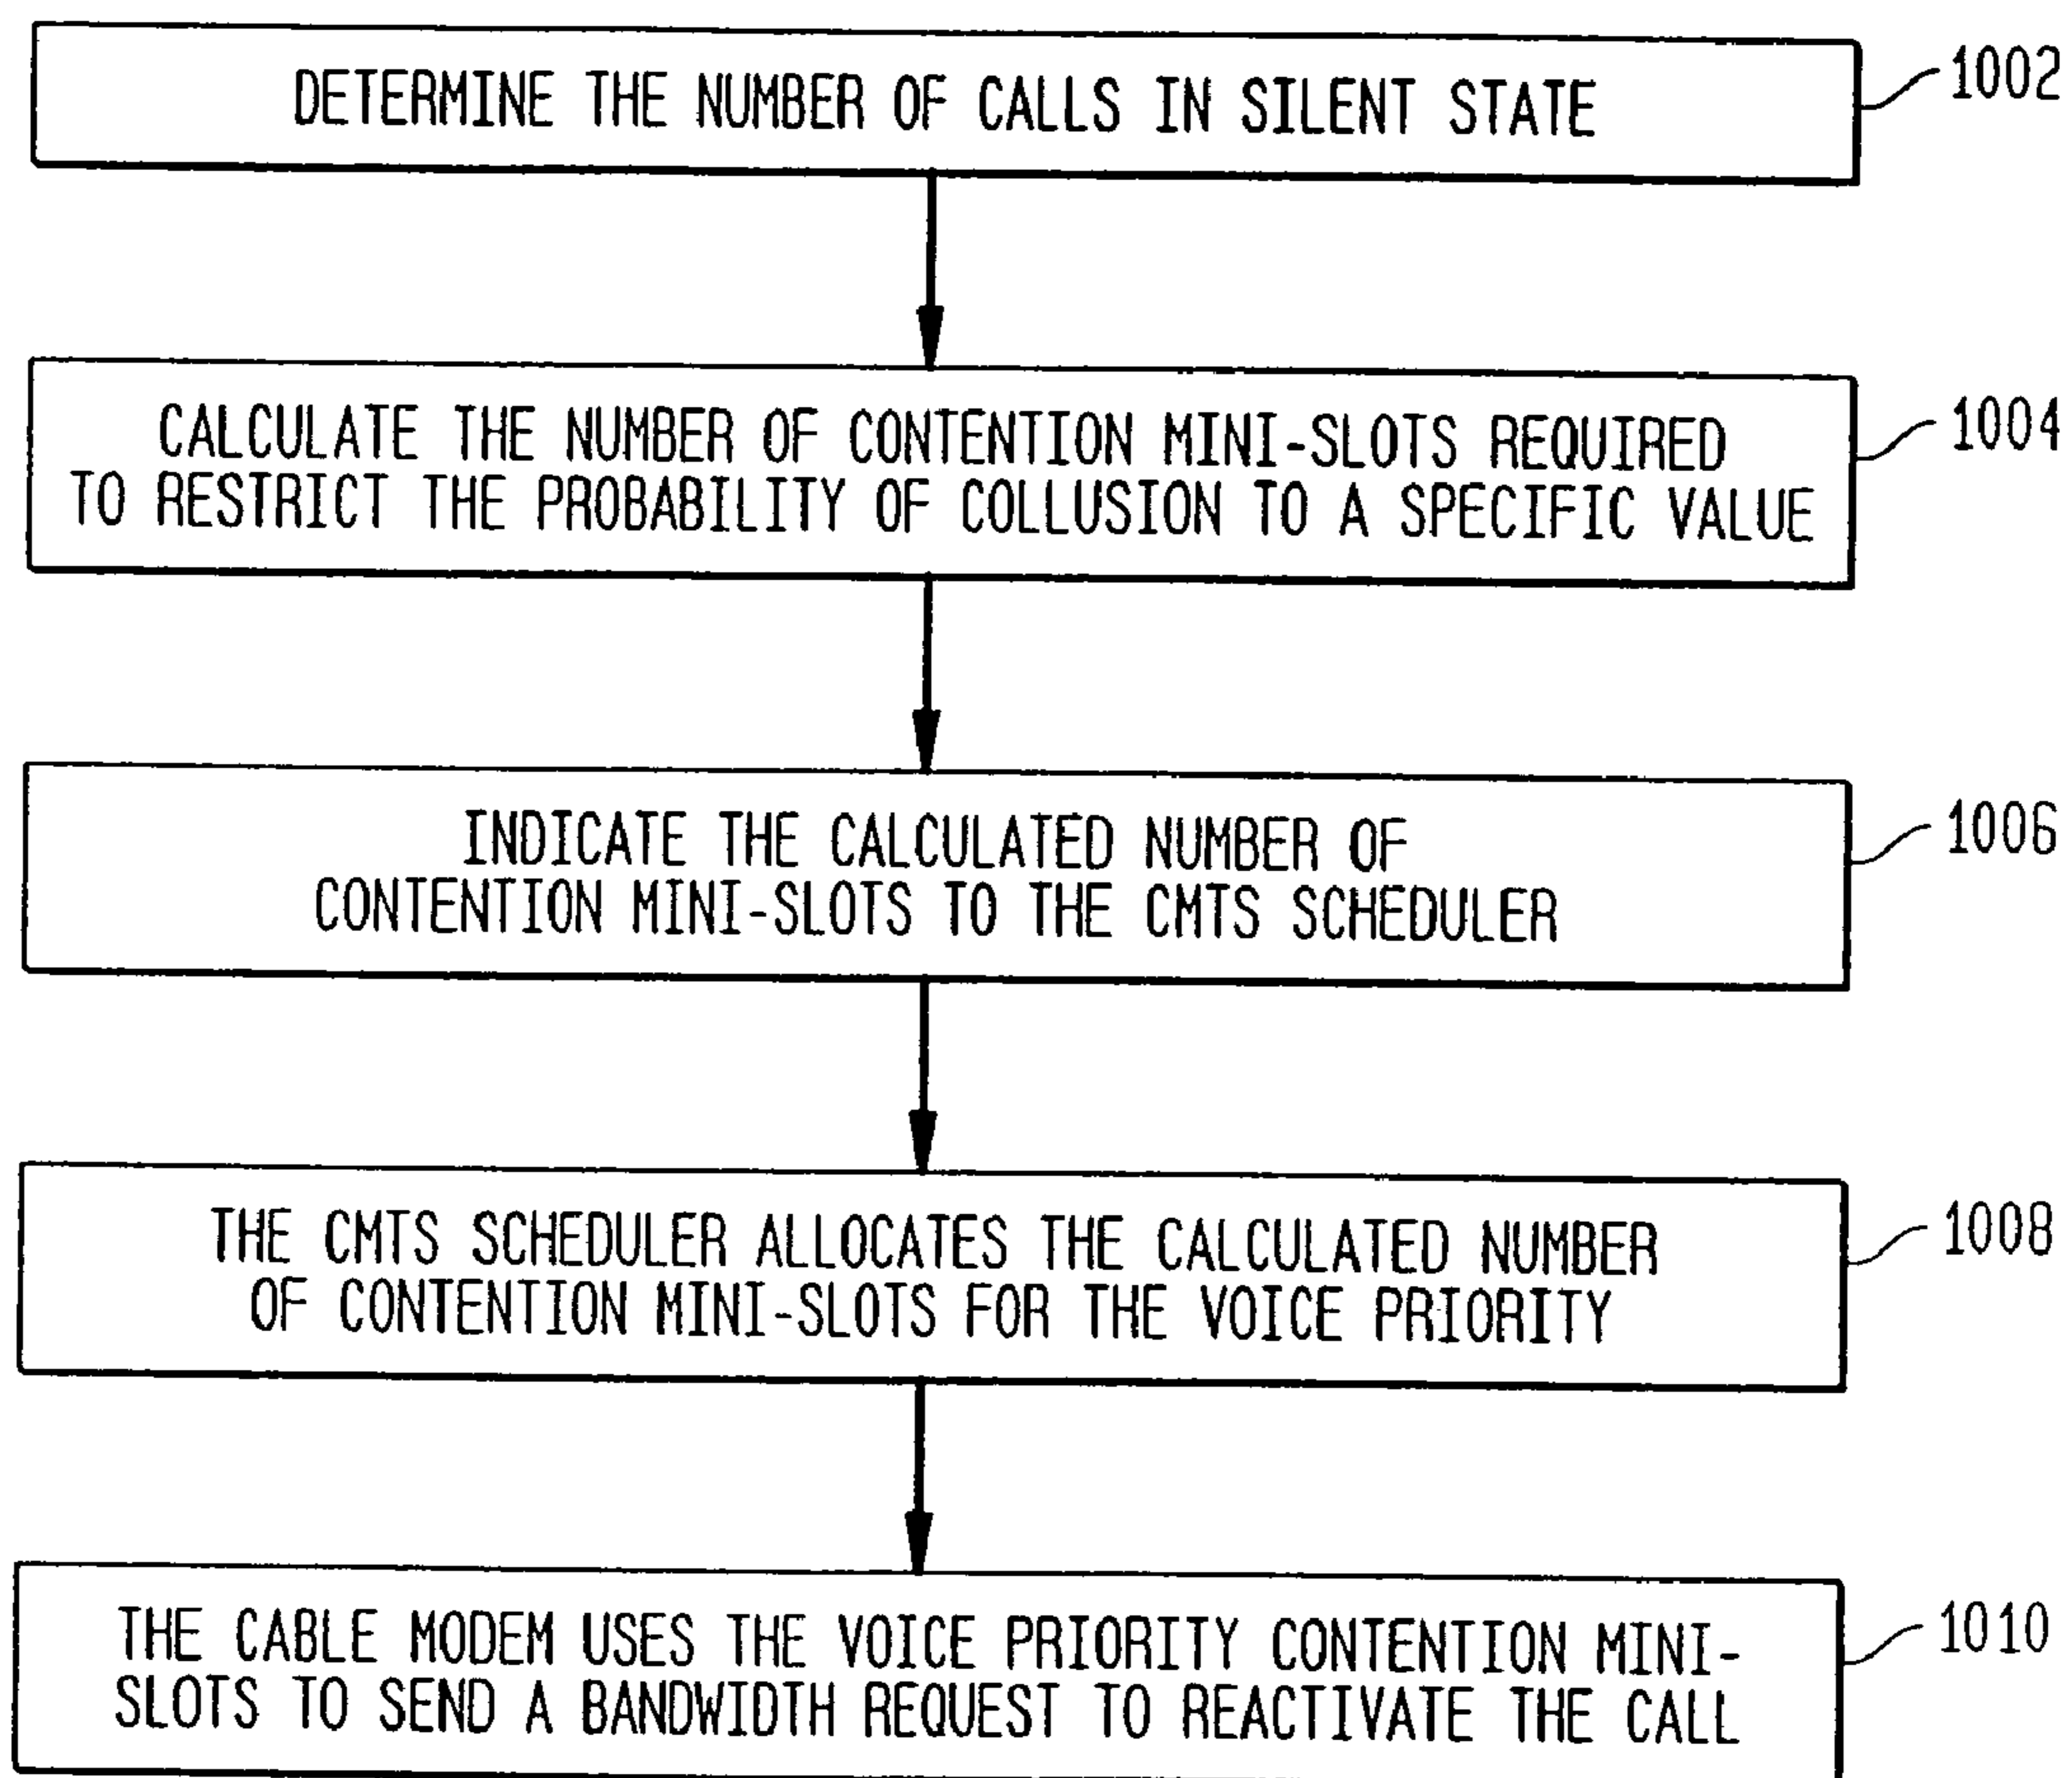 DETERMINE THE NUMBER OF CALLS IN SILENT STATE
1002
CALCULATE THE NUMBER OF CONTENTION MINI-SLOTS REQUIRED
TO RESTRICT THE PROBABILITY OF COLLUSION TO A SPECIFIC VALUE
1004
INDICATE THE CALCULATED NUMBER OF
CONTENTION MINI-SLOTS TO THE CMTS SCHEDULER
1006
THE CMTS SCHEDULER ALLOCATES THE CALCULATED NUMBER
OF CONTENTION MINI-SLOTS FOR THE VOICE PRIORITY
1008
THE CABLE MODEM USES THE VOICE PRIORITY CONTENTION MINI-
SLOTS TO SEND A BANDWIDTH REQUEST TO REACTIVATE THE CALL
1010